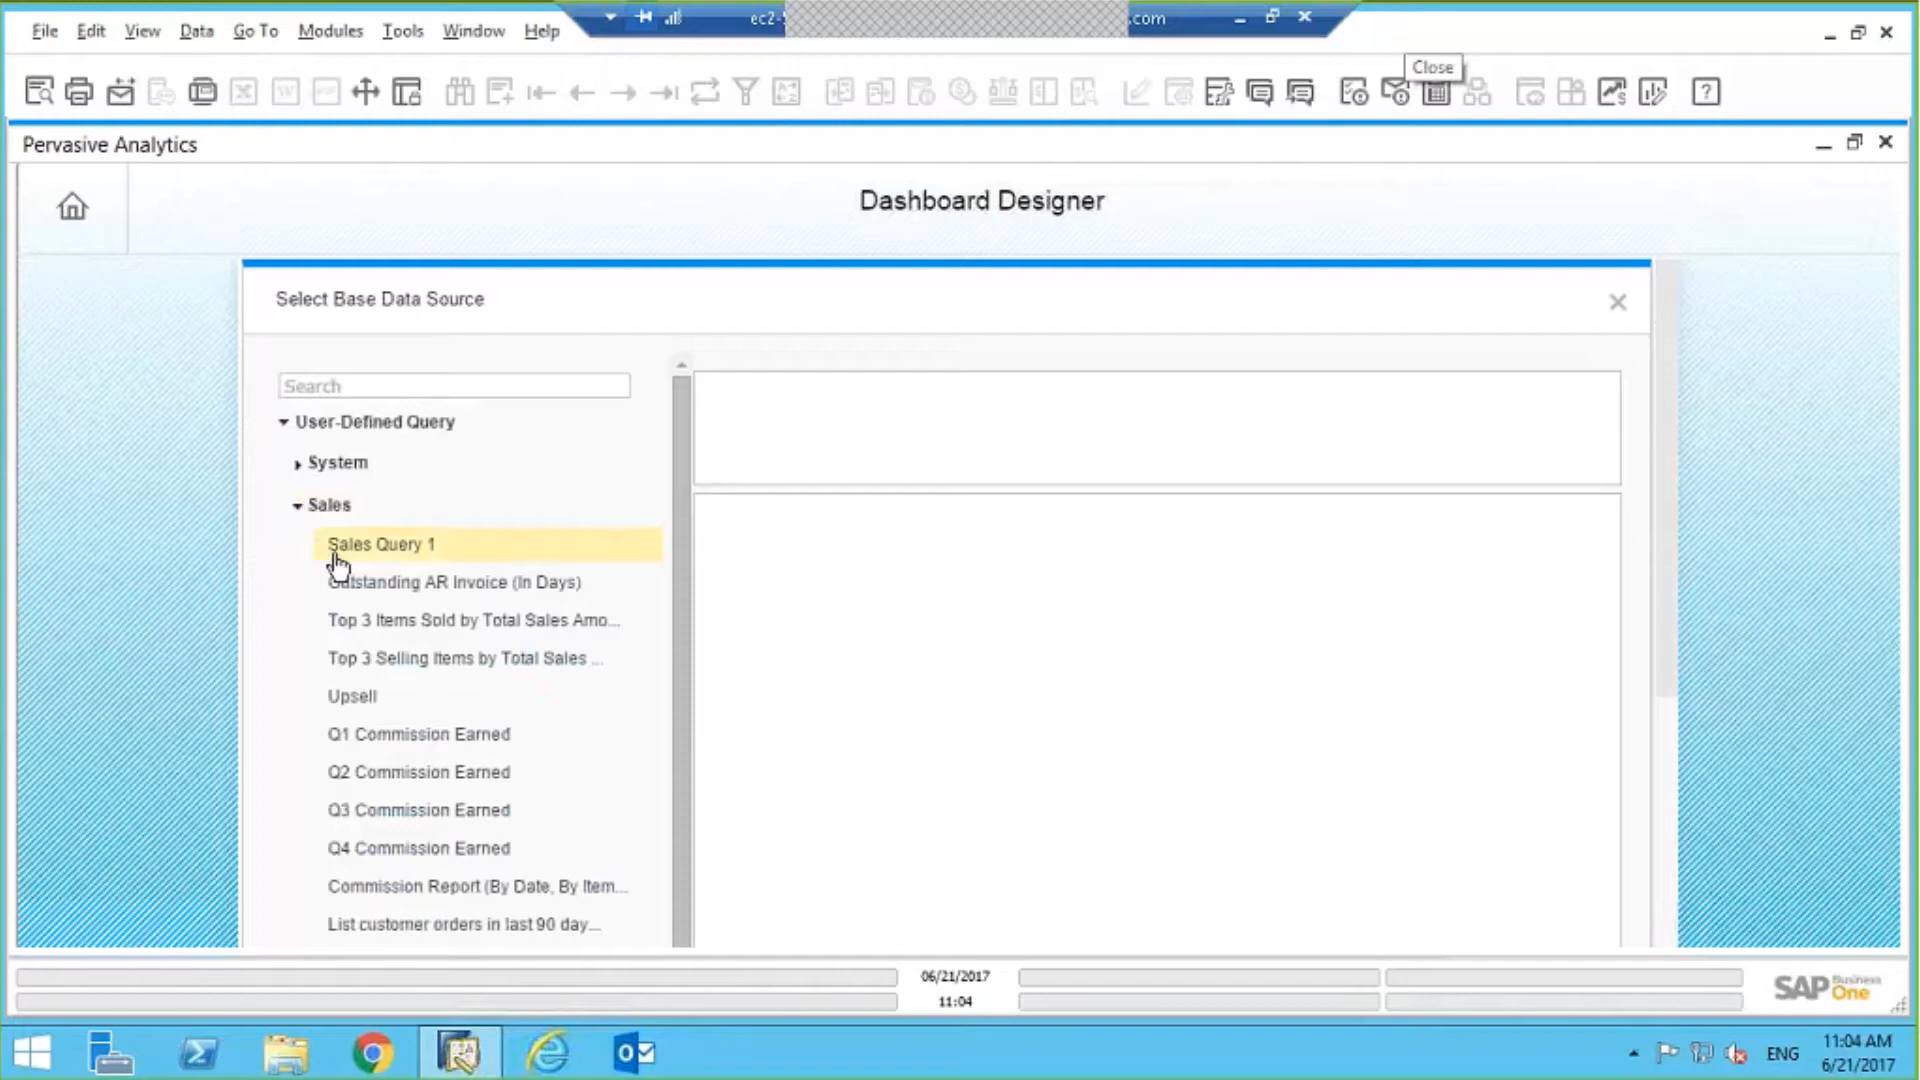 ec2-5 .com
File Edit View Data Go To Modules Tools Window Help
Close
Pervasive Analytics
Dashboard Designer
Select Base Data Source
Search
User-Defined Query
System
Sales
Sales Query 1
Outstanding AR Invoice (In Days)
Top 3 Items Sold by Total Sales Amo...
Top 3 Selling Items by Total Sales ...
Upsell
Q1 Commission Earned
Q2 Commission Earned
Q3 Commission Earned
Q4 Commission Earned
Commission Report (By Date, By Item...
List customer orders in last 90 day...
06/21/2017
11:04
SAP Business One
ENG
11:04 AM
6/21/2017